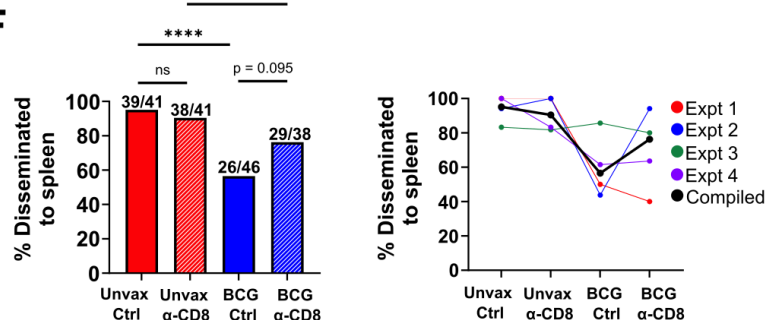 ****
ns
p = 0.095
% Disseminated
to spleen
100
80
60
40
20
0
39/41
38/41
26/46
29/38
Unvax
Ctrl
Unvax
α-CD8
BCG
Ctrl
BCG
α-CD8
% Disseminated
to spleen
100
80
60
40
20
0
Unvax
Ctrl
Unvax
α-CD8
BCG
Ctrl
BCG
α-CD8
Expt 1
Expt 2
Expt 3
Expt 4
Compiled